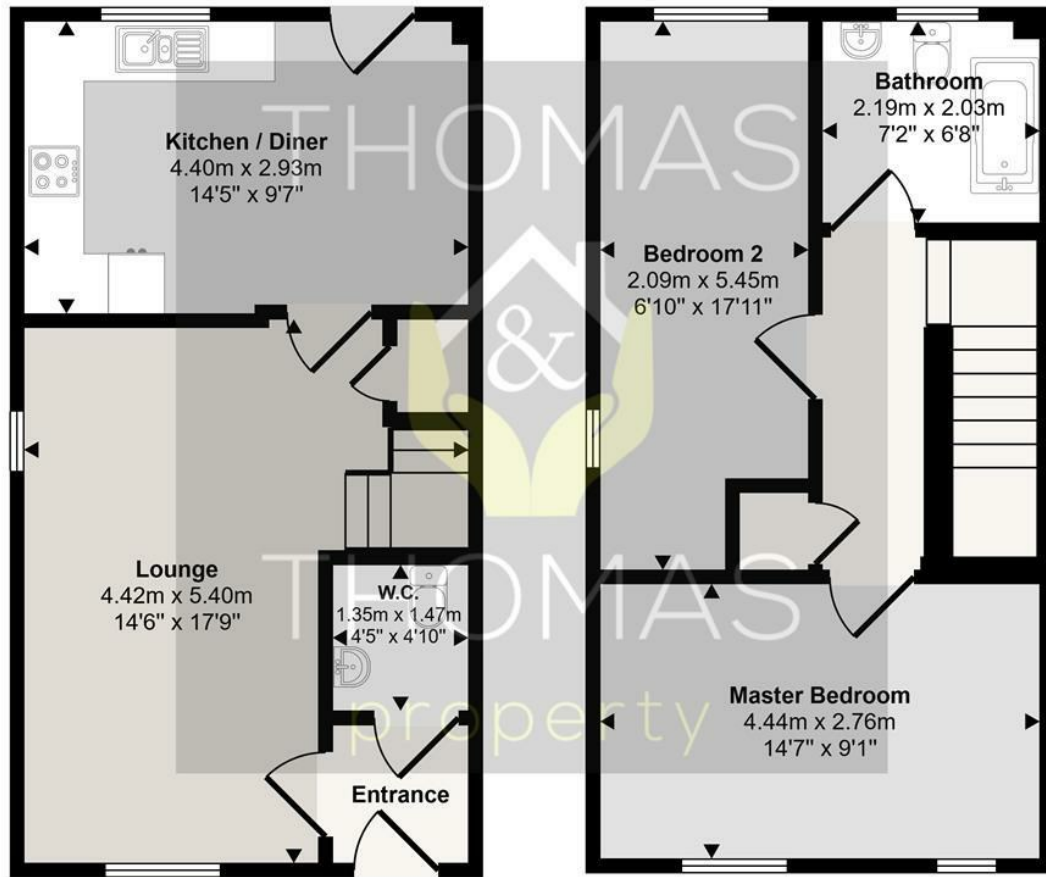 Kitchen / Diner
4.40m x 2.93m
14'5" x 9'7"
Lounge
4.42m x 5.40m
14'6" x 17'9"
W.C.
1.35m x 1.47m
4'5" x 4'10"
Entrance
Bathroom
2.19m x 2.03m
7'2" x 6'8"
Bedroom 2
2.09m x 5.45m
6'10" x 17'11"
Master Bedroom
4.44m x 2.76m
14'7" x 9'1"
THOMAS
&
THOMAS
property